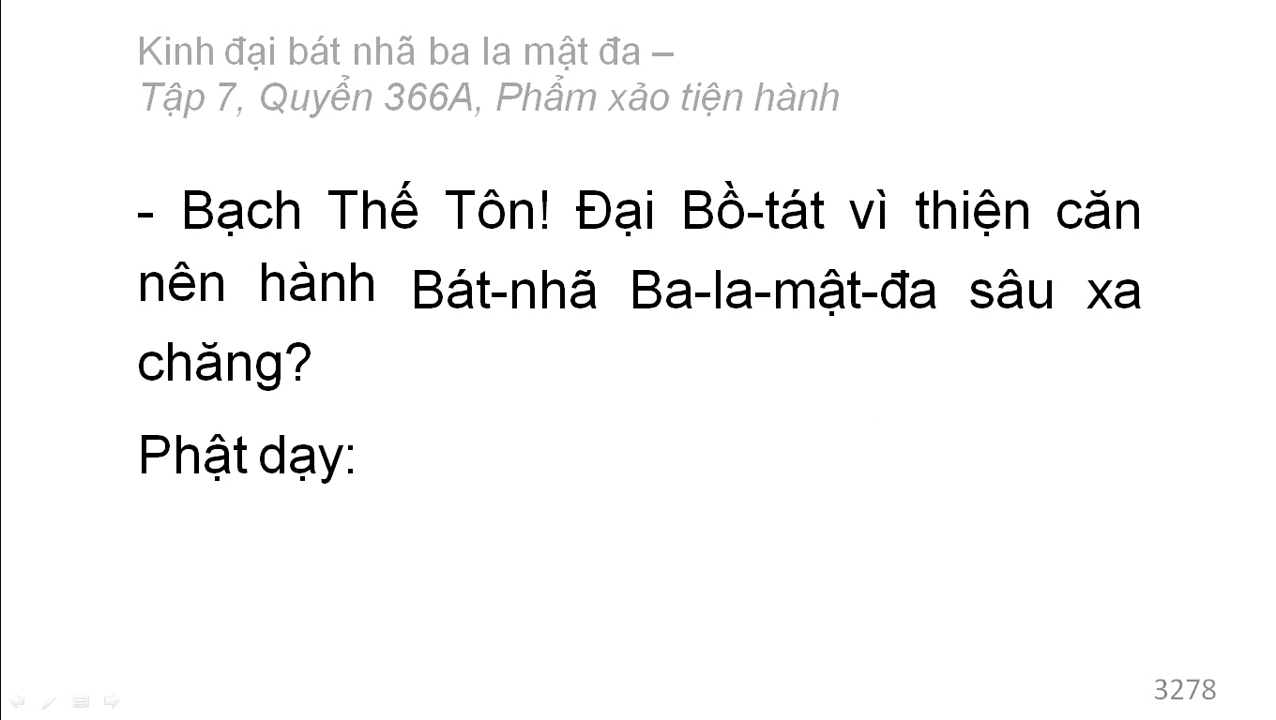 Kinh đại bát nhã ba la mật đa –
Tập 7, Quyển 366A, Phẩm xảo tiện hành
- Bạch Thế Tôn! Đại Bồ-tát vì thiện căn
nên hành Bát-nhã Ba-la-mật-đa sâu xa
chăng?
Phật dạy:
3278